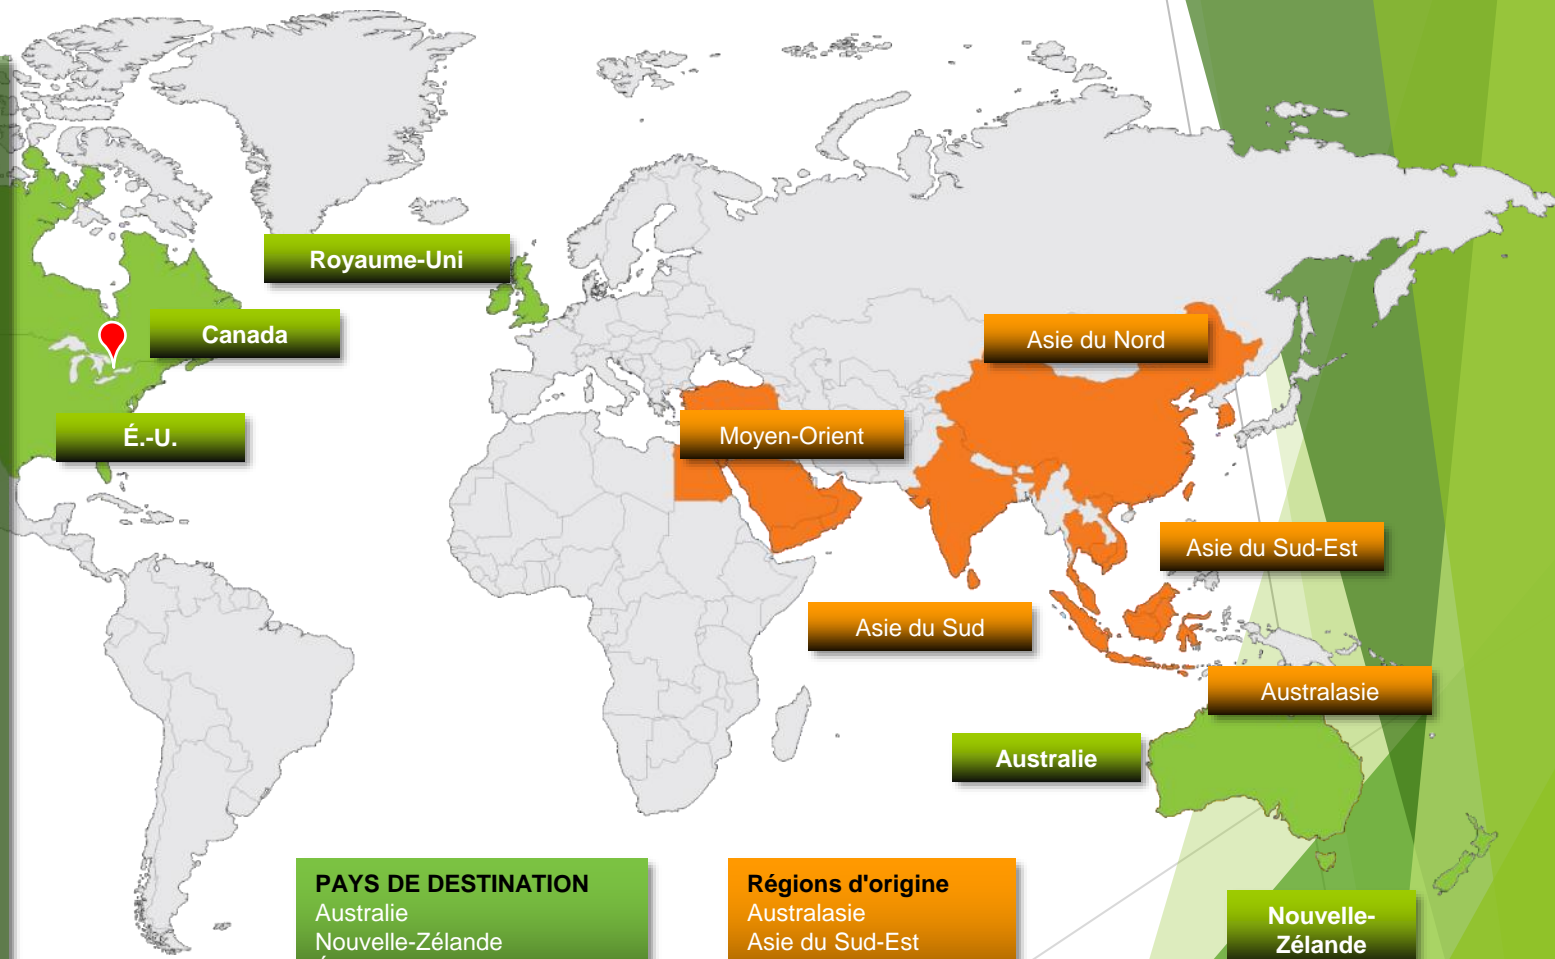 Royaume-Uni
Canada
Asie du Nord
É.-U.
Moyen-Orient
Asie du Sud-Est
Asie du Sud
Australasie
Australie
PAYS DE DESTINATION
Australie
Nouvelle-Zélande
Régions d'origine
Australasie
Asie du Sud-Est
Nouvelle-
Zélande